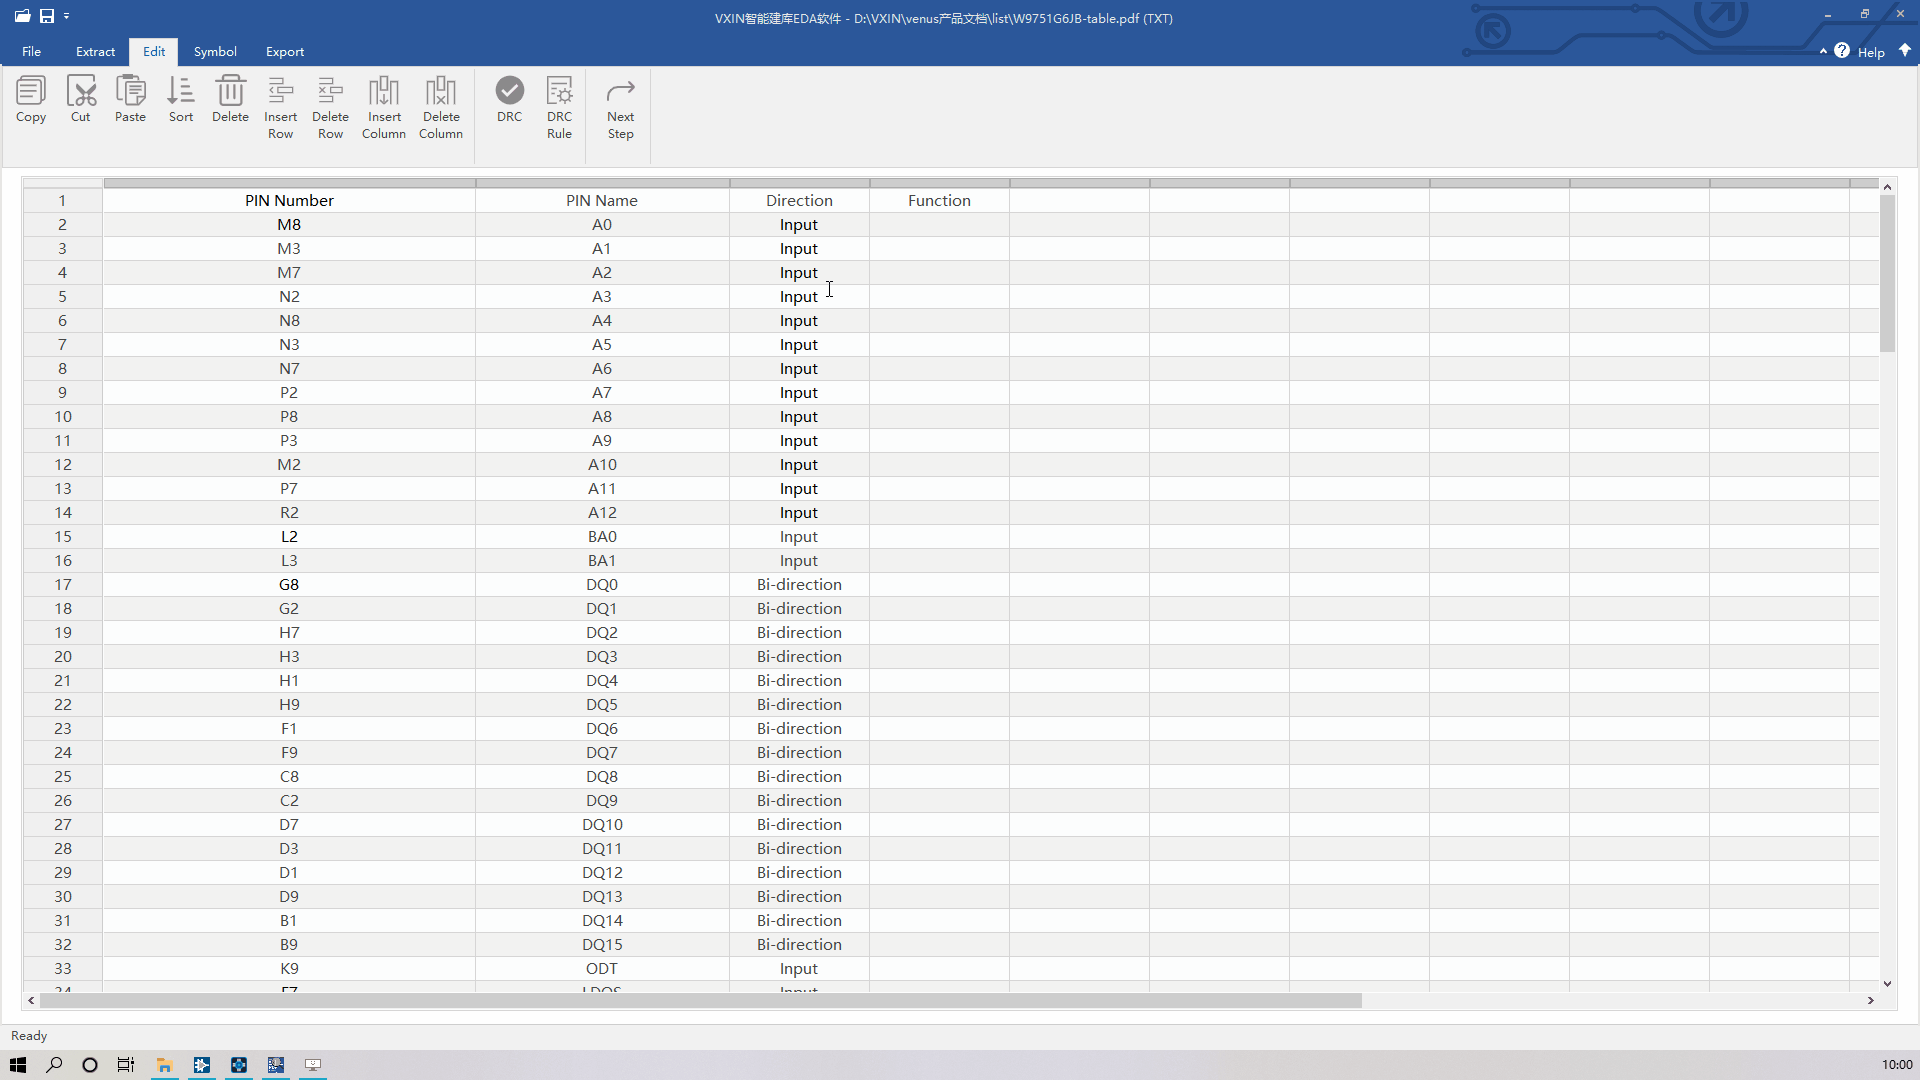 VXIN智能建库EDA软件 - D:\VXIN\venus产品文档\list\W9751G6JB-table.pdf (TXT)
File Extract Edit Symbol Export Help
Copy Cut Paste Sort Delete Insert Row Delete Row Insert Column Delete Column DRC DRC Rule Next Step
1 PIN Number PIN Name Direction Function
2 M8 A0 Input
3 M3 A1 Input
4 M7 A2 Input
5 N2 A3 Input
6 N8 A4 Input
7 N3 A5 Input
8 N7 A6 Input
9 P2 A7 Input
10 P8 A8 Input
11 P3 A9 Input
12 M2 A10 Input
13 P7 A11 Input
14 R2 A12 Input
15 L2 BA0 Input
16 L3 BA1 Input
17 G8 DQ0 Bi-direction
18 G2 DQ1 Bi-direction
19 H7 DQ2 Bi-direction
20 H3 DQ3 Bi-direction
21 H1 DQ4 Bi-direction
22 H9 DQ5 Bi-direction
23 F1 DQ6 Bi-direction
24 F9 DQ7 Bi-direction
25 C8 DQ8 Bi-direction
26 C2 DQ9 Bi-direction
27 D7 DQ10 Bi-direction
28 D3 DQ11 Bi-direction
29 D1 DQ12 Bi-direction
30 D9 DQ13 Bi-direction
31 B1 DQ14 Bi-direction
32 B9 DQ15 Bi-direction
33 K9 ODT Input
Ready
10:00